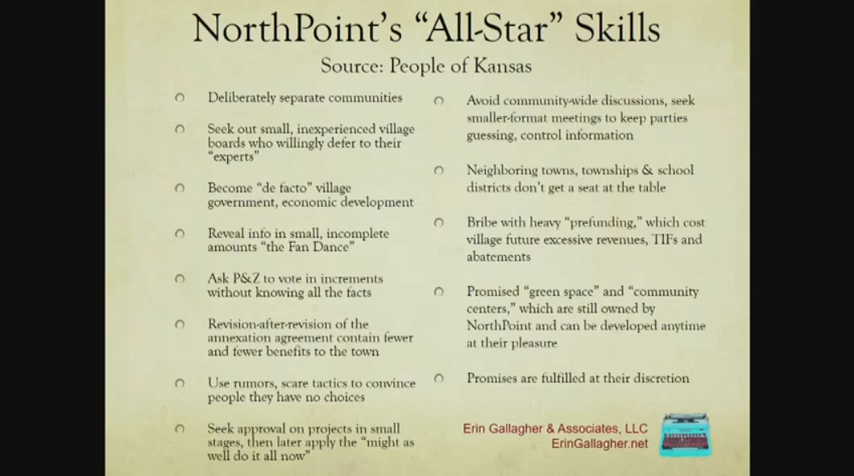 NorthPoint's “All-Star” Skills
Source: People of Kansas
Deliberately separate communities
Seek out small, inexperienced village
boards who willingly defer to their
“experts”
Become “de facto” village
government, economic development
Reveal info in small, incomplete
amounts “the Fan Dance”
Ask P&Z to vote in increments
without knowing all the facts
Revision-after-revision of the
annexation agreement contain fewer
and fewer benefits to the town
Use rumors, scare tactics to convince
people they have no choices
Seek approval on projects in small
stages, then later apply the “might as
well do it all now”
Avoid community-wide discussions, seek
smaller-format meetings to keep parties
guessing, control information
Neighboring towns, townships & school
districts don't get a seat at the table
Bribe with heavy “prefunding,” which cost
village future excessive revenues, TIFs and
abatements
Promised “green space” and “community
centers,” which are still owned by
NorthPoint and can be developed anytime
at their pleasure
Promises are fulfilled at their discretion
Erin Gallagher & Associates, LLC
ErinGallagher.net